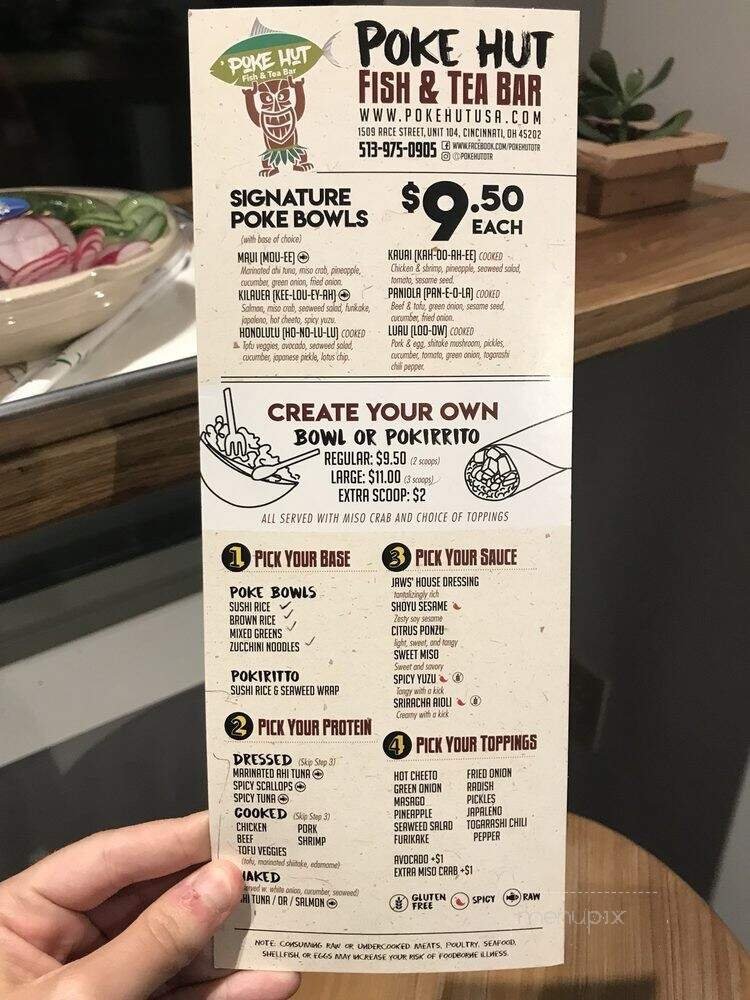 POKE HUT
Fish & Tea Bar
POKE HUT
FISH & TEA BAR
WWW.POKEHUTUSA.COM
1509 RACE STREET, UNIT 104, CINCINNATI, OH 45202
513-975-0905 WWW.FACEBOOK.COM/POKEHUTOTR
@POKEHUTOTR
SIGNATURE
POKE BOWLS
(with base of choice)
$9.50
EACH
MAUI (MOU-EE)
Marinated ahi tuna, miso crab, pineapple,
cucumber, green onion, fried onion.
KILAUEA (KEE-LOU-EY-AH)
Salmon, miso crab, seaweed salad, furikake,
japaleno, hot cheeto, spicy yuzu.
HONOLULU (HO-NO-LU-LU) COOKED
Tofu veggies, avocado, seaweed salad,
cucumber, japanese pickle, lotus chip.
KAUAI (KAH-OO-AH-EE) COOKED
Chicken & shrimp, pineapple, seaweed salad,
tomato, sesame seed.
PANIOLA (PAN-E-O-LA) COOKED
Beef & tofu, green onion, sesame seed,
cucumber, fried onion.
LUAU (LOO-OW) COOKED
Pork & egg, shitake mushroom, pickles,
cucumber, tomato, green onion, togarashi
chili pepper.
CREATE YOUR OWN
BOWL OR POKIRRITO
REGULAR: $9.50 (2 scoops)
LARGE: $11.00 (3 scoops)
EXTRA SCOOP: $2
ALL SERVED WITH MISO CRAB AND CHOICE OF TOPPINGS
1 PICK YOUR BASE
POKE BOWLS
SUSHI RICE
BROWN RICE
MIXED GREENS
ZUCCHINI NOODLES
POKIRITTO
SUSHI RICE & SEAWEED WRAP
2 PICK YOUR PROTEIN
DRESSED (Skip Step 3)
MARINATED AHI TUNA
SPICY SCALLOPS
SPICY TUNA
COOKED (Skip Step 3)
CHICKEN PORK
BEEF SHRIMP
TOFU VEGGIES
(tofu, marinated shiitake, edamame)
NAKED
served w. white onion, cucumber, seaweed)
AHI TUNA / OR / SALMON
3 PICK YOUR SAUCE
JAWS' HOUSE DRESSING
tantalizingly rich
SHOYU SESAME
Zesty soy sesame
CITRUS PONZU
light, sweet, and tangy
SWEET MISO
Sweet and savory
SPICY YUZU
Tangy with a kick
SRIRACHA AIOLI
Creamy with a kick
4 PICK YOUR TOPPINGS
HOT CHEETO
GREEN ONION
MASAGO
PINEAPPLE
SEAWEED SALAD
FURIKAKE
FRIED ONION
RADISH
PICKLES
JAPALENO
TOGARASHI CHILI
PEPPER
AVOCADO +$1
EXTRA MISO CRAB +$1
GLUTEN FREE SPICY RAW
menupix
NOTE: CONSUMING RAW OR UNDERCOOKED MEATS, POULTRY, SEAFOOD,
SHELLFISH, OR EGGS MAY INCREASE YOUR RISK OF FOODBORNE ILLNESS.